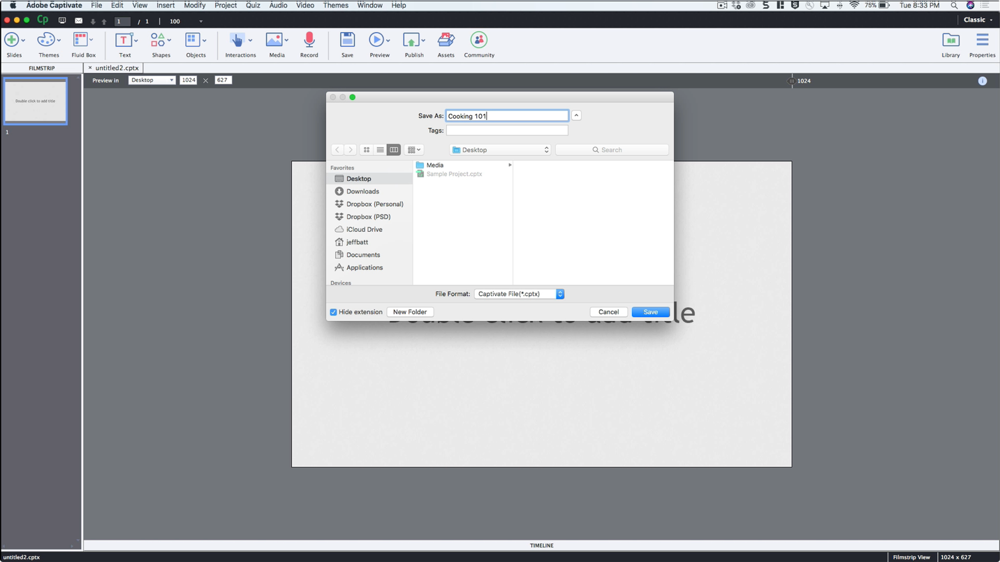 Adobe Captivate File Edit View Insert Modify Project Quiz Audio Video Themes Window Help 75% Tue 8:33 PM
Cp 1 / 1 100 Classic
Slides Themes Fluid Box Text Shapes Objects Interactions Media Record Save Preview Publish Assets Community Library Properties
FILMSTRIP × untitled2.cptx
Preview in Desktop 1024 627 1024
Double click to add title
1
Save As: Cooking 101
Tags:
Desktop Search
Favorites
Desktop
Downloads
Dropbox (Personal)
Dropbox (PSD)
iCloud Drive
jeffbatt
Documents
Applications
Devices
Media
Sample Project.cptx
File Format: Captivate File(*.cptx)
Hide extension New Folder Cancel Save
Double click to add title
TIMELINE
untitled2.cptx Filmstrip View 1024 x 627